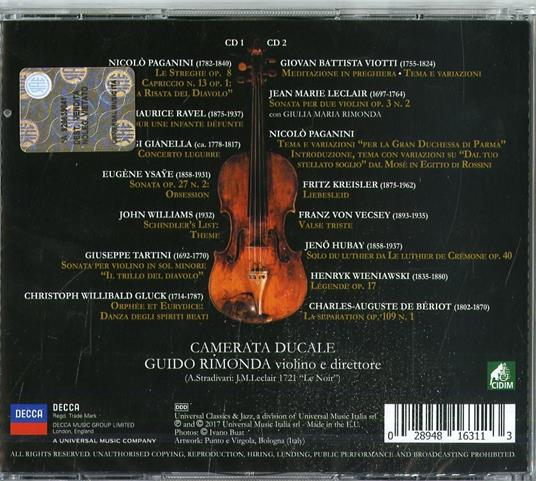 CD 1
NICOLÒ PAGANINI (1782-1840)
LE STREGHE OP. 8
CAPRICCIO N. 13 OP. 1:
RISATA DEL DIAVOLO”
MAURICE RAVEL (1875-1937)
UNE INFANTE DÉFUNTE
GIANELLA (ca. 1778-1817)
CONCERTO LUGUBRE
EUGÈNE YSAŸE (1858-1931)
SONATA OP. 27 N. 2:
OBSESSION
JOHN WILLIAMS (1932)
SCHINDLER'S LIST:
THEME
GIUSEPPE TARTINI (1692-1770)
SONATA PER VIOLINO IN SOL MINORE
“IL TRILLO DEL DIAVOLO”
CHRISTOPH WILLIBALD GLUCK (1714-1787)
ORPHÉE ET EURYDICE:
DANZA DEGLI SPIRITI BEATI
CD 2
GIOVAN BATTISTA VIOTTI (1755-1824)
MEDITAZIONE IN PREGHIERA • TEMA E VARIAZIONI
JEAN MARIE LECLAIR (1697-1764)
SONATA PER DUE VIOLINI OP. 3 N. 2
con GIULIA MARIA RIMONDA
NICOLÒ PAGANINI
TEMA E VARIAZIONI “PER LA GRAN DUCHESSA DI PARMA”
INTRODUZIONE, TEMA CON VARIAZIONI SU “DAL TUO
STELLATO SOGLIO” DAL MOSÈ IN EGITTO DI ROSSINI
FRITZ KREISLER (1875-1962)
LIEBESLEID
FRANZ VON VECSEY (1893-1935)
VALSE TRISTE
JENŐ HUBAY (1858-1937)
SOLO DU LUTHIER DA LE LUTHIER DE CRÉMONE OP. 40
HENRYK WIENIAWSKI (1835-1880)
LÉGENDE OP. 17
CHARLES-AUGUSTE DE BÉRIOT (1802-1870)
LA SEPARATION OP. 109 N. 1
CAMERATA DUCALE
GUIDO RIMONDA violino e direttore
(A.Stradivari: J.M.Leclair 1721 “Le Noir”)
CIDIM
DECCA
DECCA
Reg. Trade Mark
DECCA MUSIC GROUP LIMITED
London, England
A UNIVERSAL MUSIC COMPANY
DDD
Universal Classics & Jazz, a division of Universal Music Italia srl.
℗ and © 2017 Universal Music Italia srl - Made in the E.U.
Photos: © Ivano Buat
Artwork: Punto e Virgola, Bologna (Italy)
0 28948 16311 3
ALL RIGHTS RESERVED. UNAUTHORISED COPYING, REPRODUCTION, HIRING, LENDING, PUBLIC PERFORMANCE AND BROADCASTING PROHIBITED.